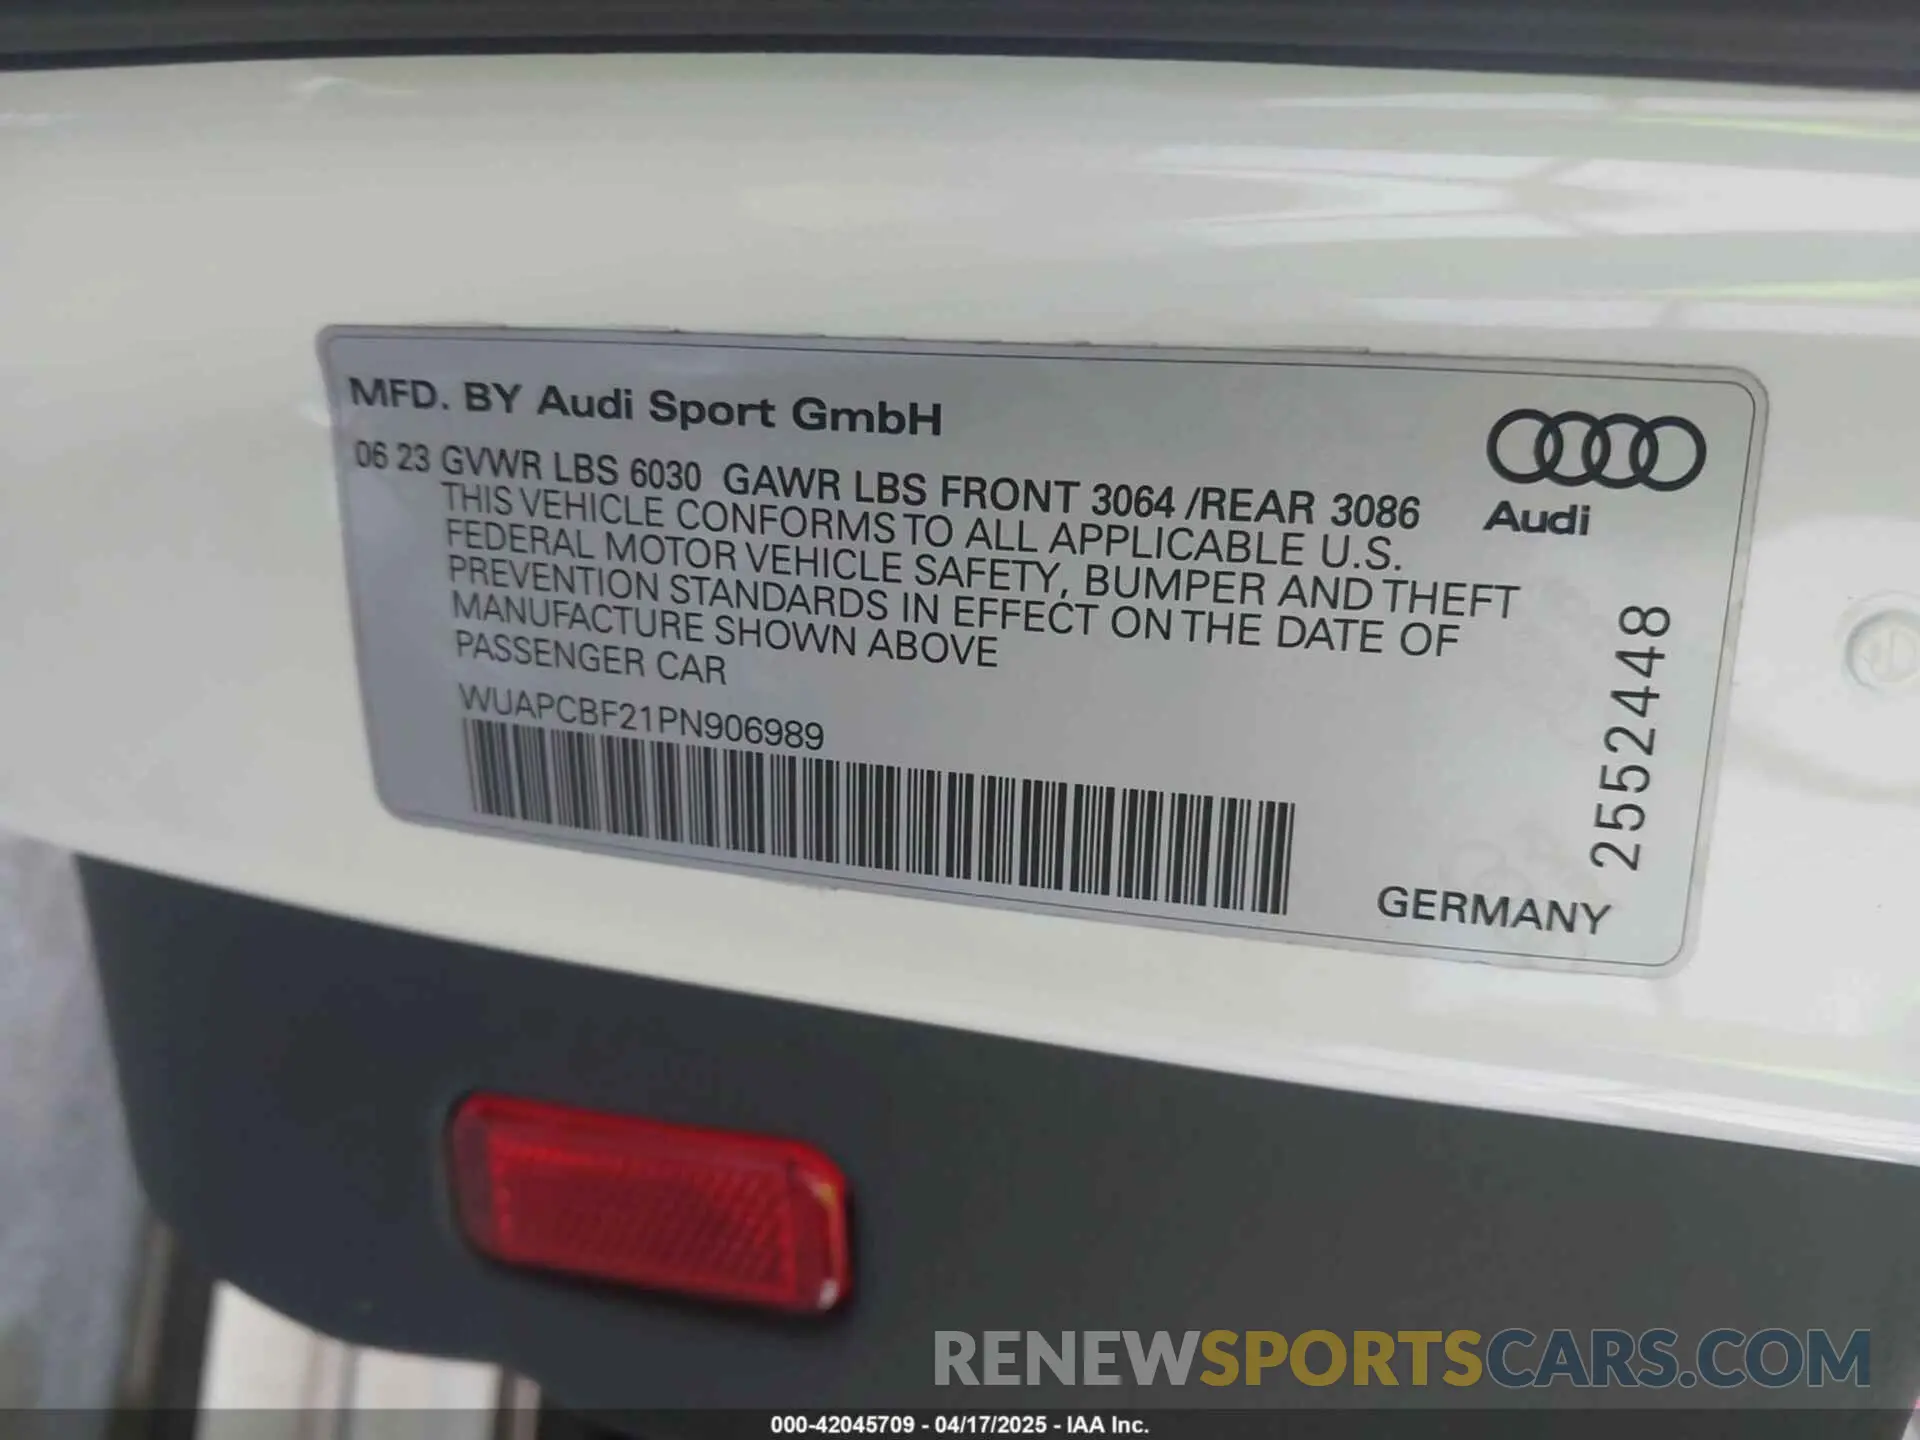 MFD. BY Audi Sport GmbH
06 23 GVWR LBS 6030 GAWR LBS FRONT 3064 /REAR 3086
THIS VEHICLE CONFORMS TO ALL APPLICABLE U.S.
FEDERAL MOTOR VEHICLE SAFETY, BUMPER AND THEFT
PREVENTION STANDARDS IN EFFECT ON THE DATE OF
MANUFACTURE SHOWN ABOVE
PASSENGER CAR
WUAPCBF21PN906989
Audi
2552448
GERMANY
RENEWSPORTSCARS.COM
000-42045709 - 04/17/2025 - IAA Inc.